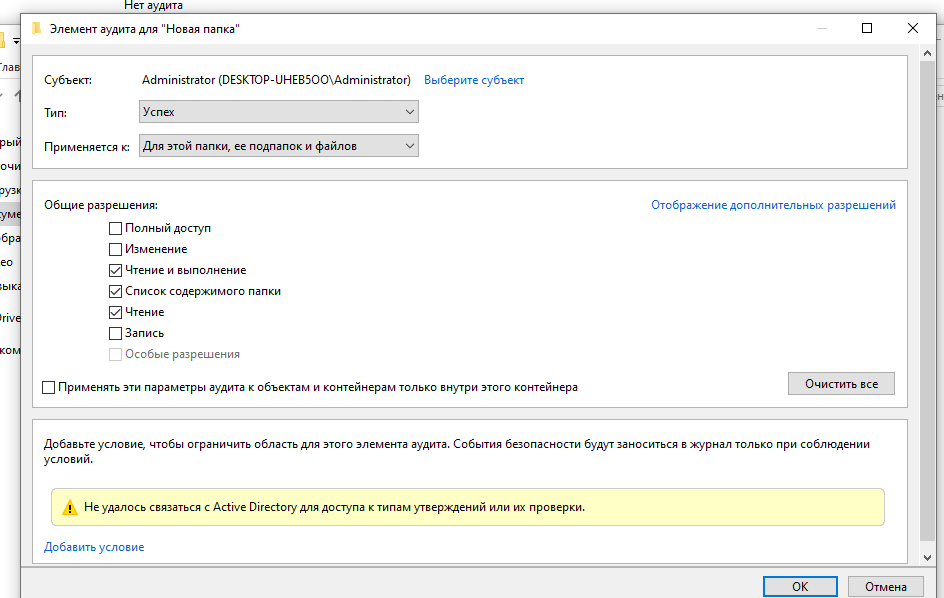 Нет аудита
Элемент аудита для "Новая папка"
Субъект: Administrator (DESKTOP-UHEB5OO\Administrator) Выберите субъект
Тип: Успех
Применяется к: Для этой папки, ее подпапок и файлов
Общие разрешения: Отображение дополнительных разрешений
Полный доступ
Изменение
Чтение и выполнение
Список содержимого папки
Чтение
Запись
Особые разрешения
Применять эти параметры аудита к объектам и контейнерам только внутри этого контейнера
Очистить все
Добавьте условие, чтобы ограничить область для этого элемента аудита. События безопасности будут заноситься в журнал только при соблюдении
условий.
Не удалось связаться с Active Directory для доступа к типам утверждений или их проверки.
Добавить условие
OK Отмена